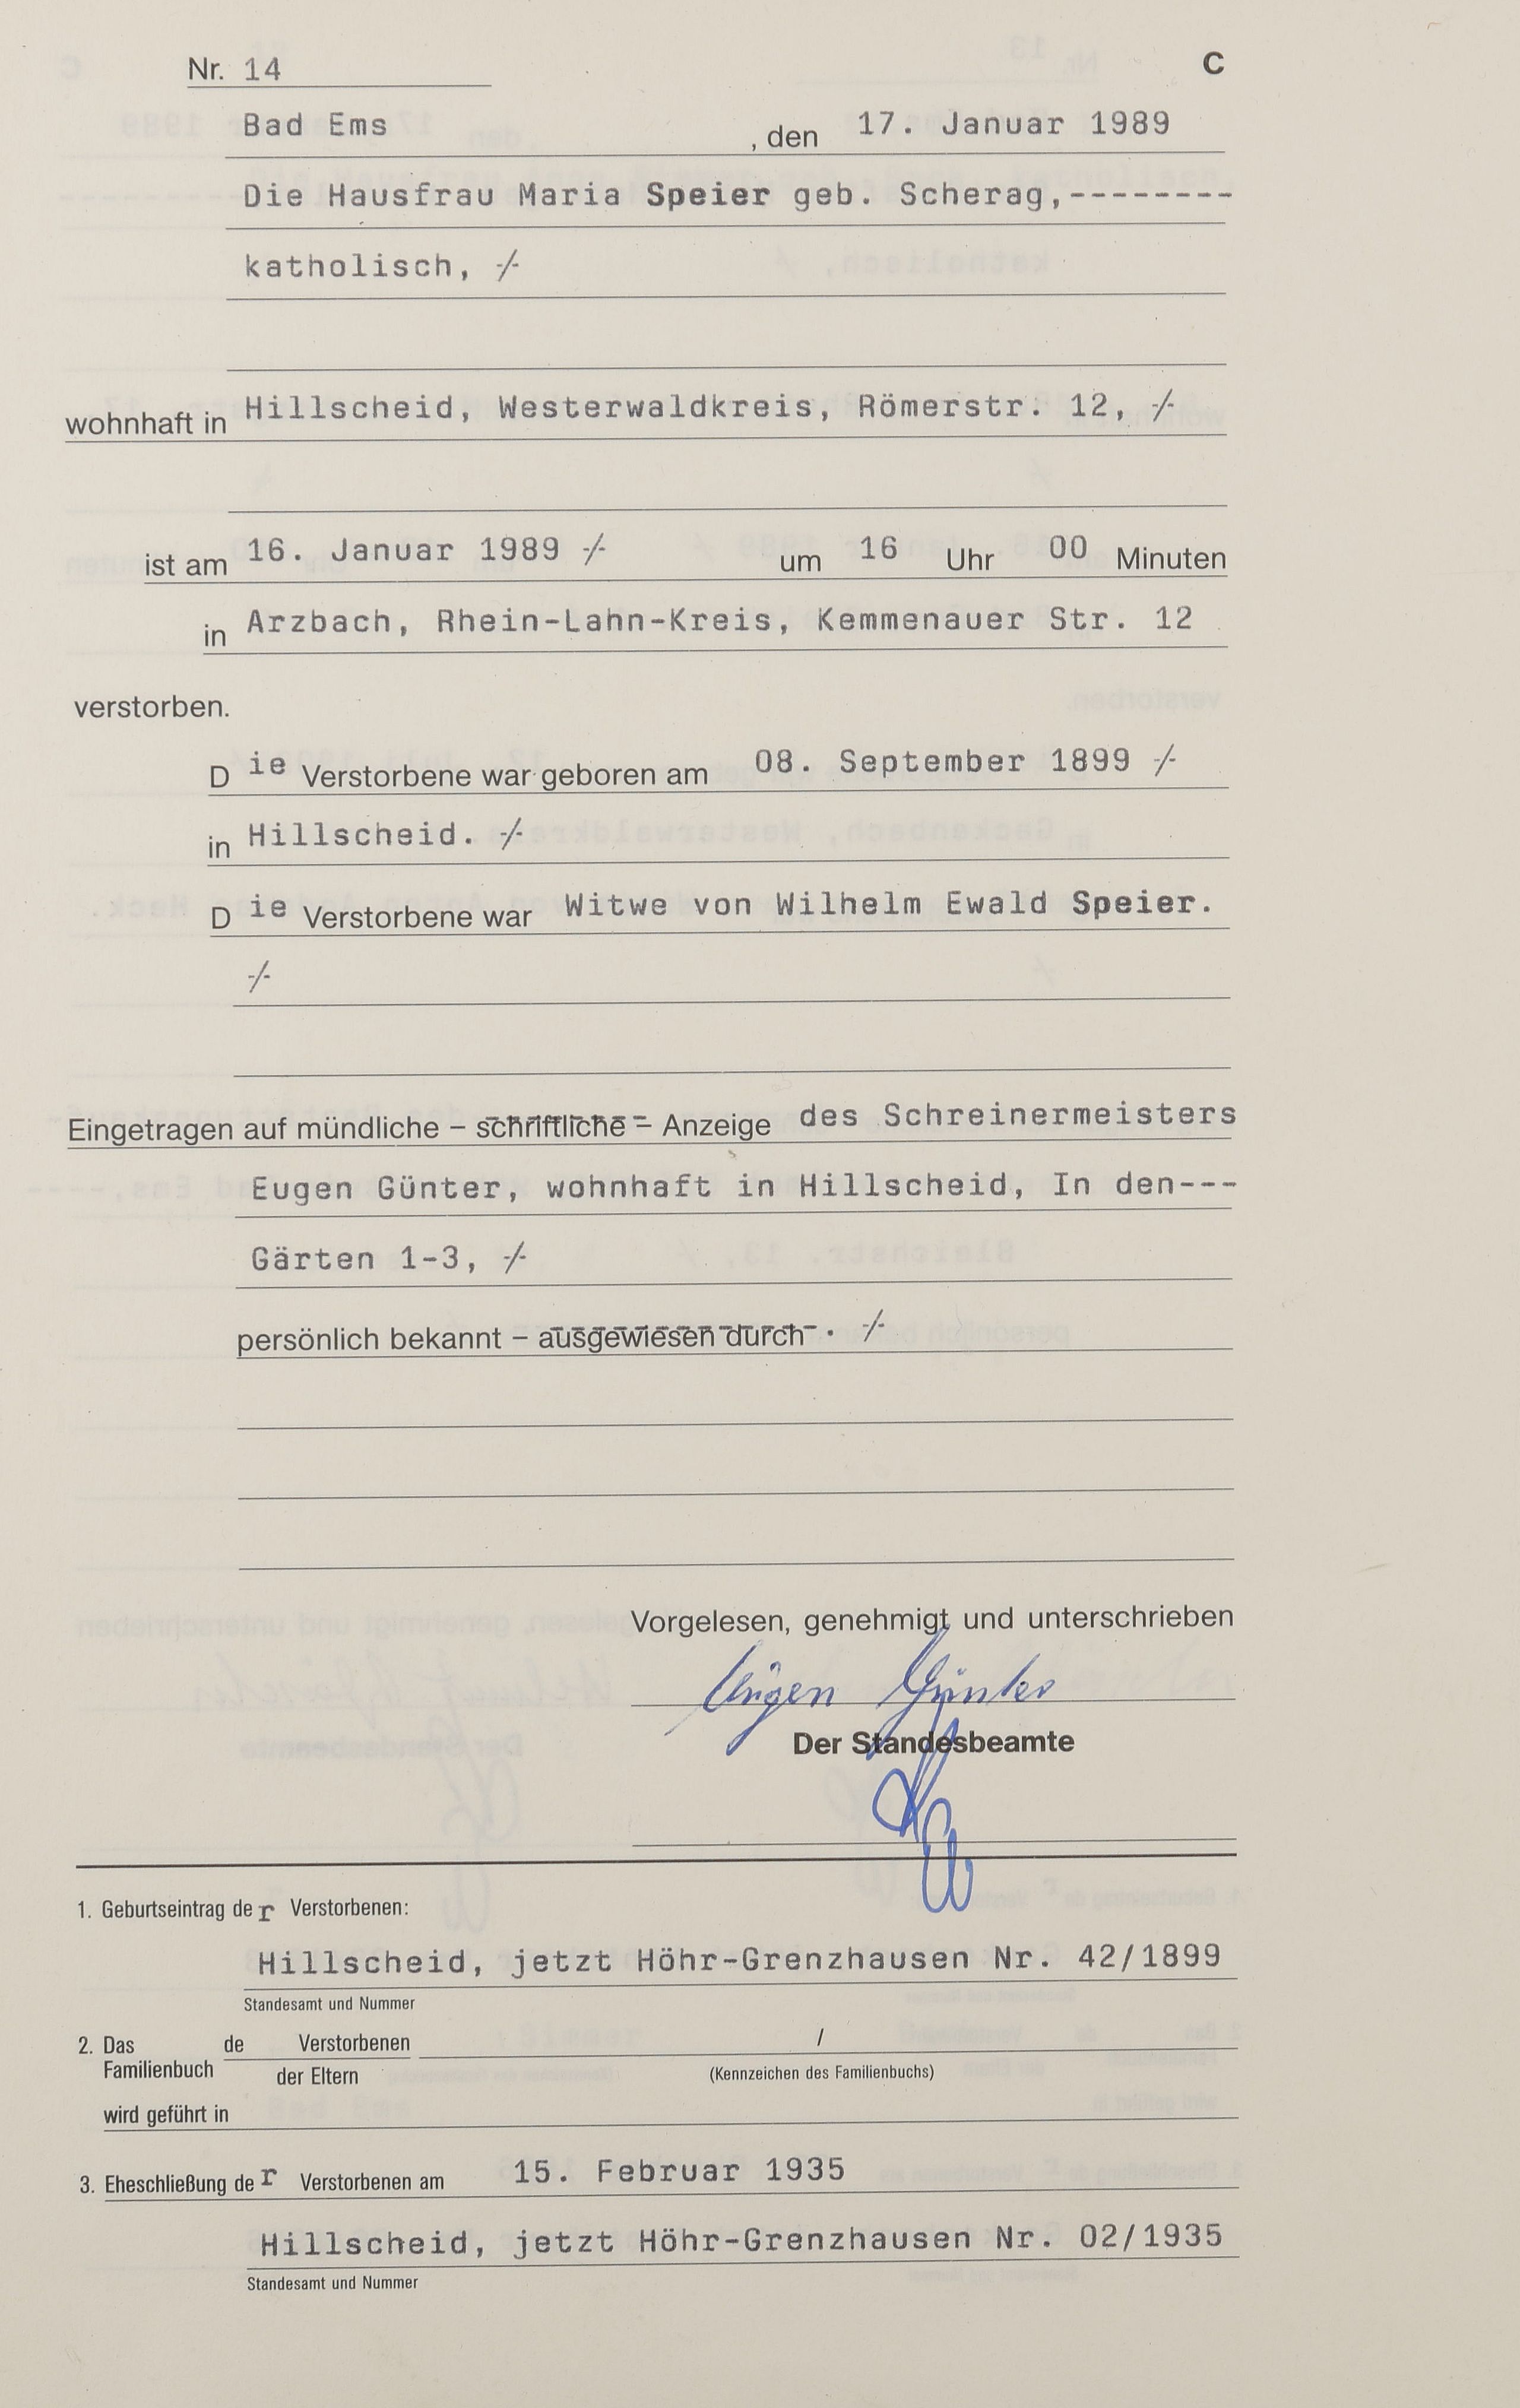 Nr. 14
C
Bad Ems , den 17. Januar 1989
Die Hausfrau Maria Speier geb. Scherag,--------
katholisch, -/-
wohnhaft in Hillscheid, Westerwaldkreis, Römerstr. 12, -/-
ist am 16. Januar 1989 -/- um 16 Uhr 00 Minuten
in Arzbach, Rhein-Lahn-Kreis, Kemmenauer Str. 12
verstorben.
Die Verstorbene war geboren am 08. September 1899 -/-
in Hillscheid. -/-
Die Verstorbene war Witwe von Wilhelm Ewald Speier.
-/-
Eingetragen auf mündliche – schriftliche – Anzeige des Schreinermeisters
Eugen Günter, wohnhaft in Hillscheid, In den---
Gärten 1-3, -/-
persönlich bekannt – ausgewiesen durch . -/-
Vorgelesen, genehmigt und unterschrieben
Eugen Günter
Der Standesbeamte
1. Geburtseintrag der Verstorbenen:
Hillscheid, jetzt Höhr-Grenzhausen Nr. 42/1899
Standesamt und Nummer
2. Das de Verstorbenen /
Familienbuch der Eltern (Kennzeichen des Familienbuchs)
wird geführt in
3. Eheschließung der Verstorbenen am 15. Februar 1935
Hillscheid, jetzt Höhr-Grenzhausen Nr. 02/1935
Standesamt und Nummer